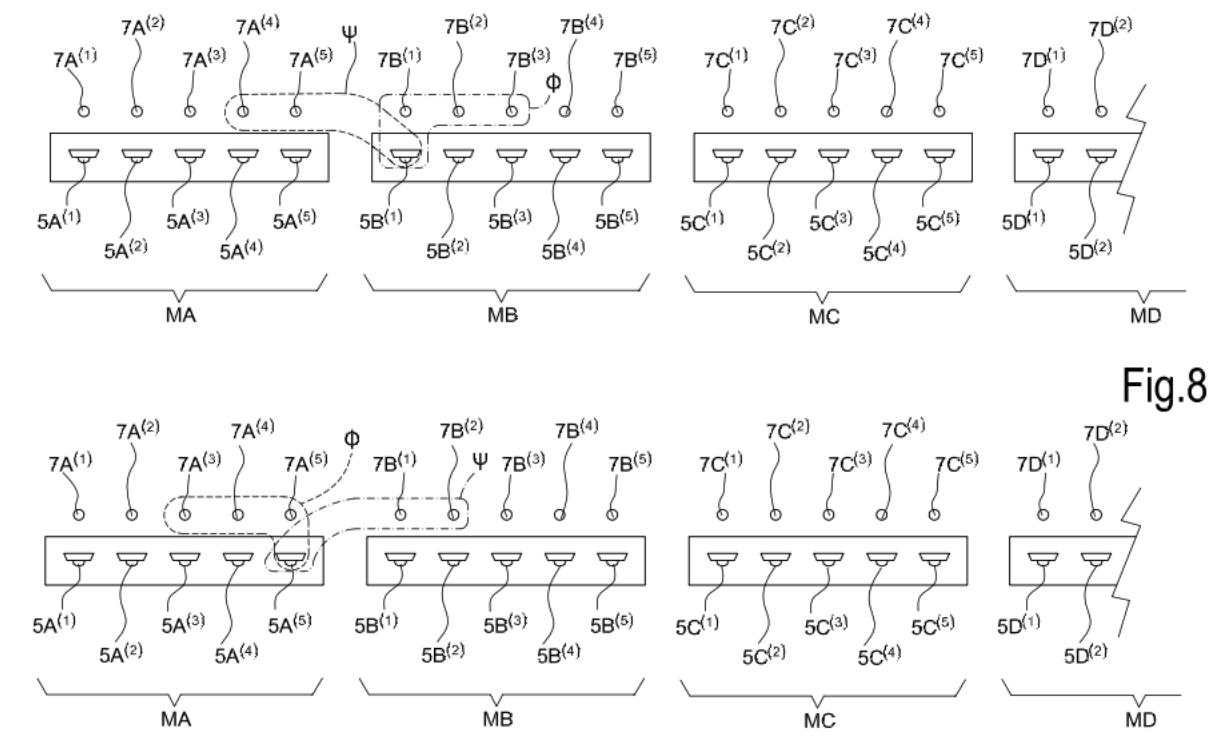 7A(2) 7A(4) ψ 7B(2) 7B(4) 7C(2) 7C(4) 7D(2)
7A(1) 7A(3) 7A(5) 7B(1) 7B(3) 7B(5) 7C(1) 7C(3) 7C(5) 7D(1)
Φ
5A(1) 5A(3) 5A(5) 5B(1) 5B(3) 5B(5) 5C(1) 5C(3) 5C(5) 5D(1)
5A(2) 5A(4) 5B(2) 5B(4) 5C(2) 5C(4) 5D(2)
MA MB MC MD
Fig.8
7A(2) 7A(4) Φ 7B(2) 7B(4) 7C(2) 7C(4) 7D(2)
7A(1) 7A(3) 7A(5) 7B(1) ψ 7B(3) 7B(5) 7C(1) 7C(3) 7C(5) 7D(1)
5A(1) 5A(3) 5A(5) 5B(1) 5B(3) 5B(5) 5C(1) 5C(3) 5C(5) 5D(1)
5A(2) 5A(4) 5B(2) 5B(4) 5C(2) 5C(4) 5D(2)
MA MB MC MD